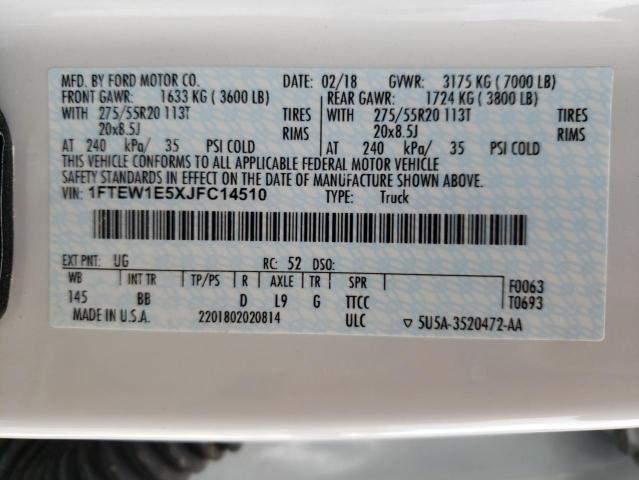 MFD. BY FORD MOTOR CO. DATE: 02/18 GVWR: 3175 KG (7000 LB)
FRONT GAWR: 1633 KG (3600 LB) REAR GAWR: 1724 KG (3800 LB)
WITH 275/55R20 113T TIRES WITH 275/55R20 113T TIRES
20x8.5J RIMS 20x8.5J RIMS
AT 240 kPa/ 35 PSI COLD AT 240 kPa/ 35 PSI COLD
THIS VEHICLE CONFORMS TO ALL APPLICABLE FEDERAL MOTOR VEHICLE
SAFETY STANDARDS IN EFFECT ON THE DATE OF MANUFACTURE SHOWN ABOVE.
VIN: 1FTEW1E5XJFC14510 TYPE: Truck
EXT PNT: UG RC: 52 DSO:
WB INT TR TP/PS R AXLE TR SPR F0063
145 BB D L9 G TTCC T0693
MADE IN U.S.A. 2201802020814 ULC ▽ 5U5A-3520472-AA